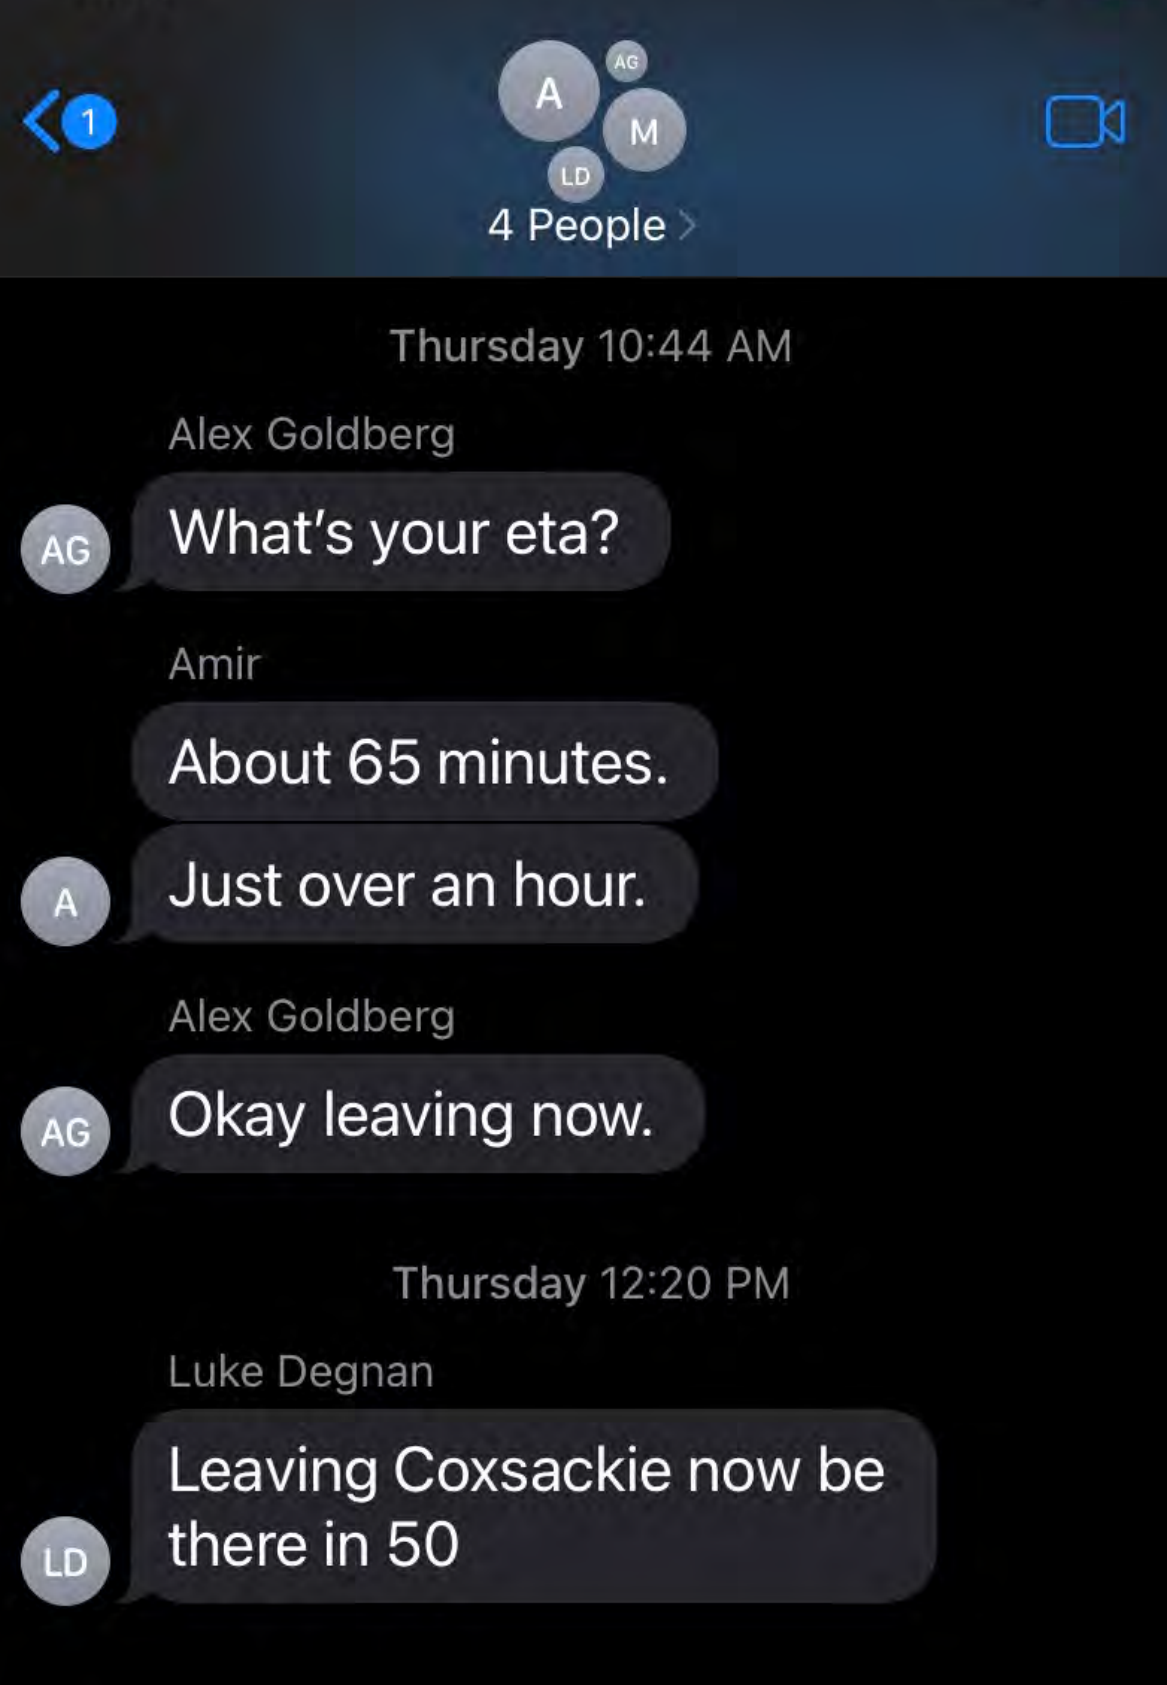 1
A
AG
M
LD
4 People
Thursday 10:44 AM
Alex Goldberg
What's your eta?
AG
Amir
About 65 minutes.
Just over an hour.
A
Alex Goldberg
Okay leaving now.
AG
Thursday 12:20 PM
Luke Degnan
Leaving Coxsackie now be
there in 50
LD